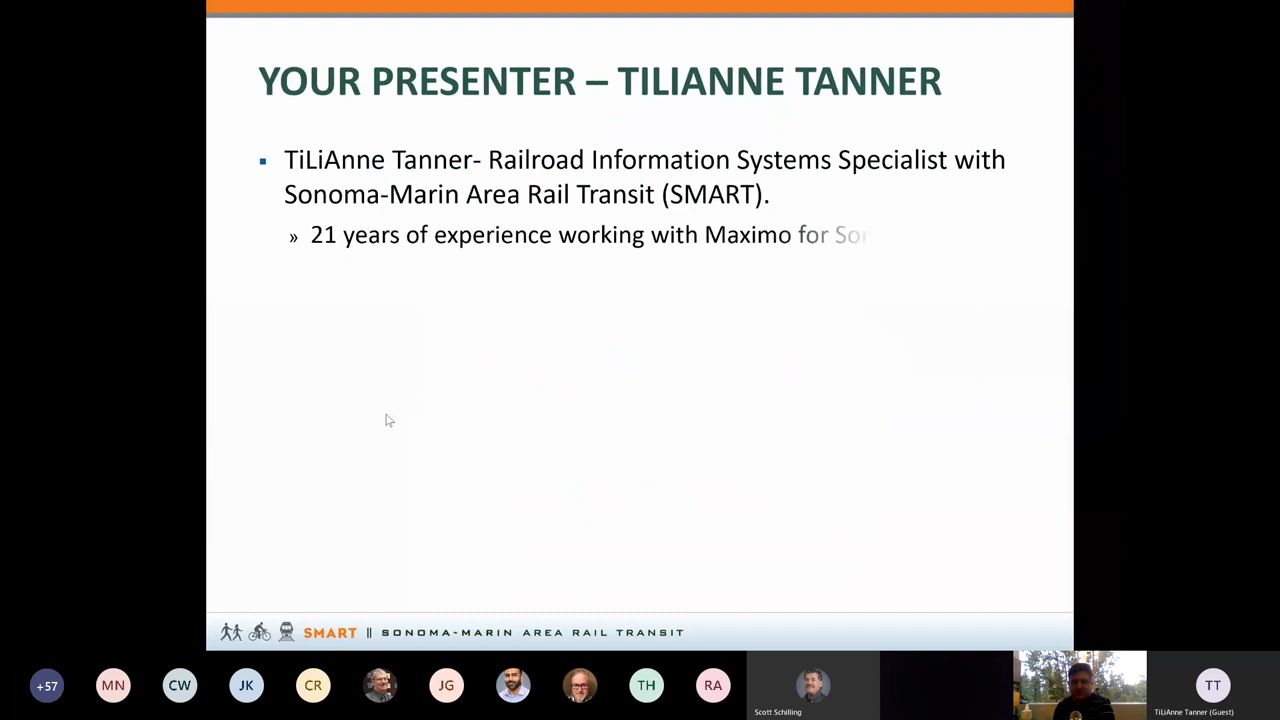 YOUR PRESENTER – TILIANNE TANNER
▪ TiLiAnne Tanner- Railroad Information Systems Specialist with
Sonoma-Marin Area Rail Transit (SMART).
» 21 years of experience working with Maximo for Son
SMART || SONOMA-MARIN AREA RAIL TRANSIT
+57 MN CW JK CR JG TH RA TT
Scott Schilling
TiLiAnne Tanner (Guest)